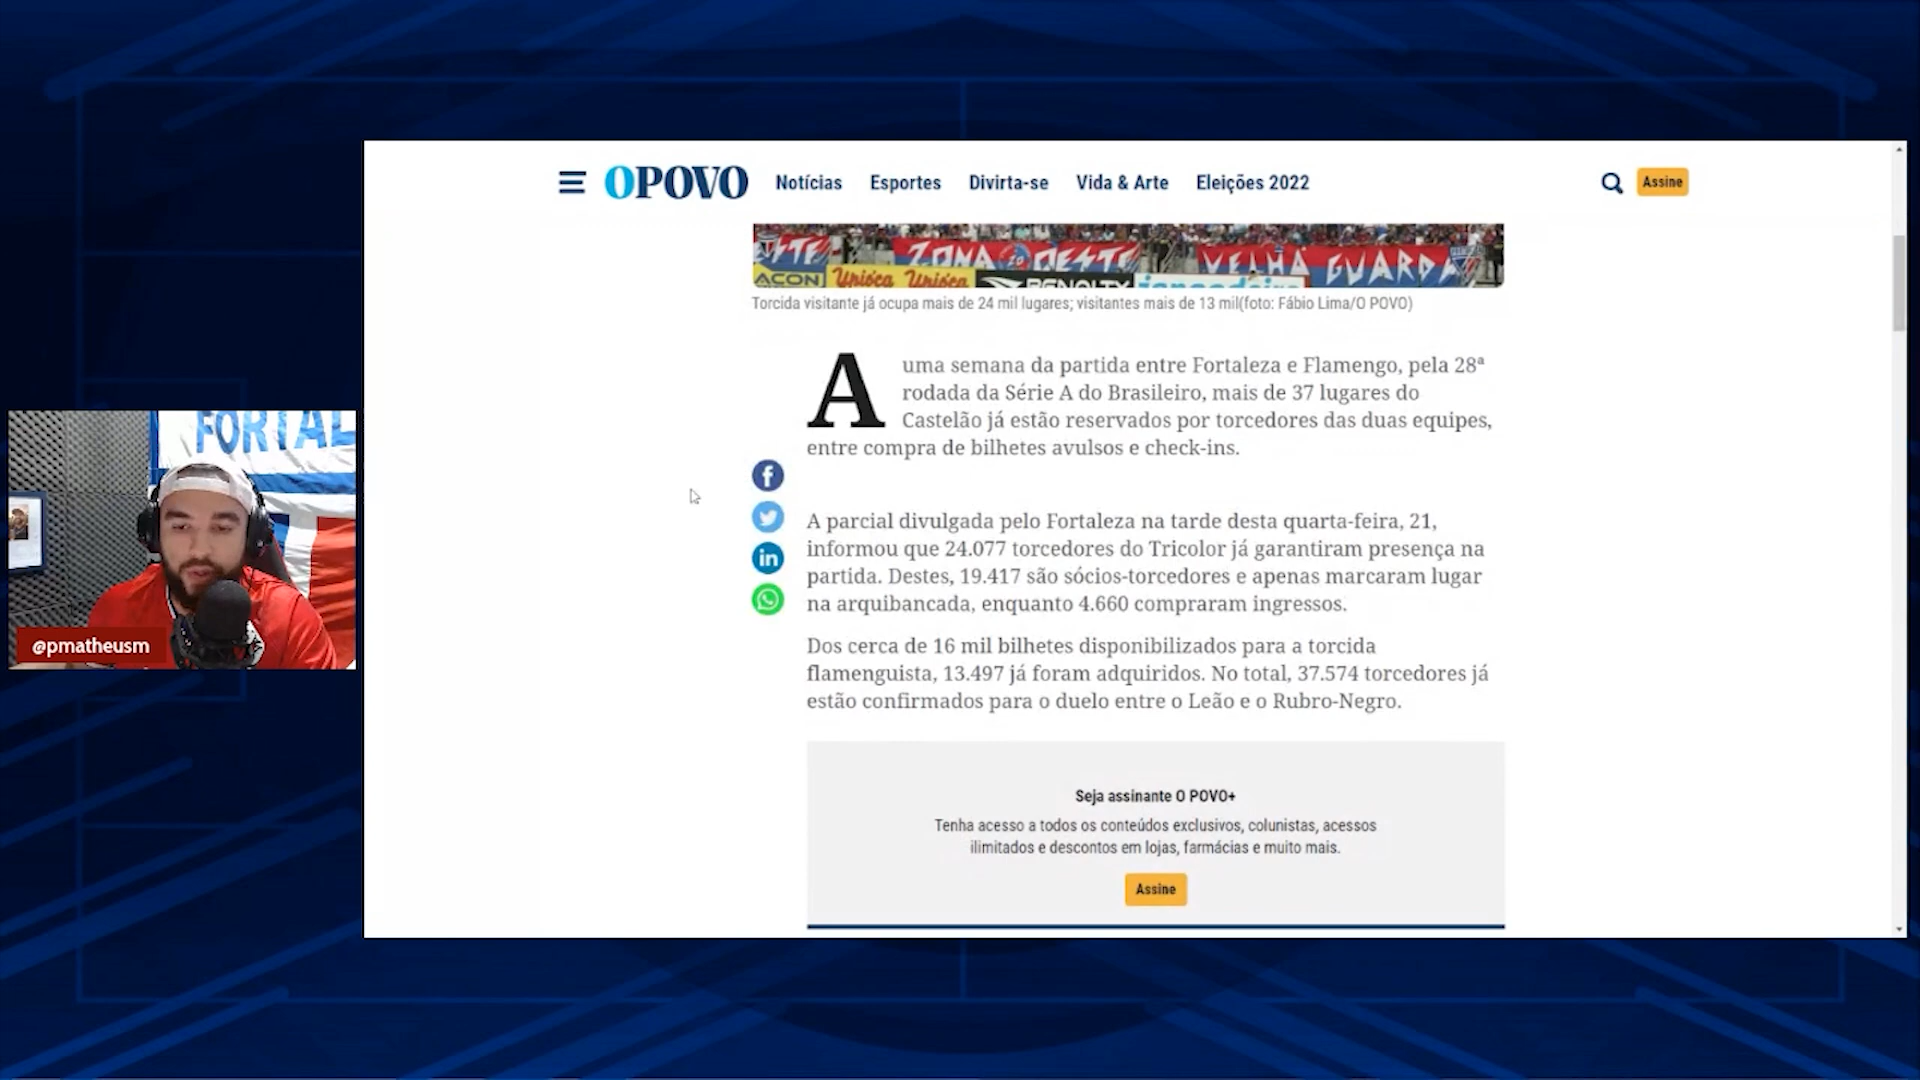 OPOVO
Notícias
Esportes
Divirta-se
Vida & Arte
Eleições 2022
Assine
ZONA OESTE
VELHA GUARDA
ACON
Unióca Unióca
PENALTY
Torcida visitante já ocupa mais de 24 mil lugares; visitantes mais de 13 mil(foto: Fábio Lima/O POVO)
A uma semana da partida entre Fortaleza e Flamengo, pela 28ª
rodada da Série A do Brasileiro, mais de 37 lugares do
Castelão já estão reservados por torcedores das duas equipes,
entre compra de bilhetes avulsos e check-ins.
A parcial divulgada pelo Fortaleza na tarde desta quarta-feira, 21,
informou que 24.077 torcedores do Tricolor já garantiram presença na
partida. Destes, 19.417 são sócios-torcedores e apenas marcaram lugar
na arquibancada, enquanto 4.660 compraram ingressos.
Dos cerca de 16 mil bilhetes disponibilizados para a torcida
flamenguista, 13.497 já foram adquiridos. No total, 37.574 torcedores já
estão confirmados para o duelo entre o Leão e o Rubro-Negro.
Seja assinante O POVO+
Tenha acesso a todos os conteúdos exclusivos, colunistas, acessos
ilimitados e descontos em lojas, farmácias e muito mais.
Assine
FORTAL
@pmatheusm